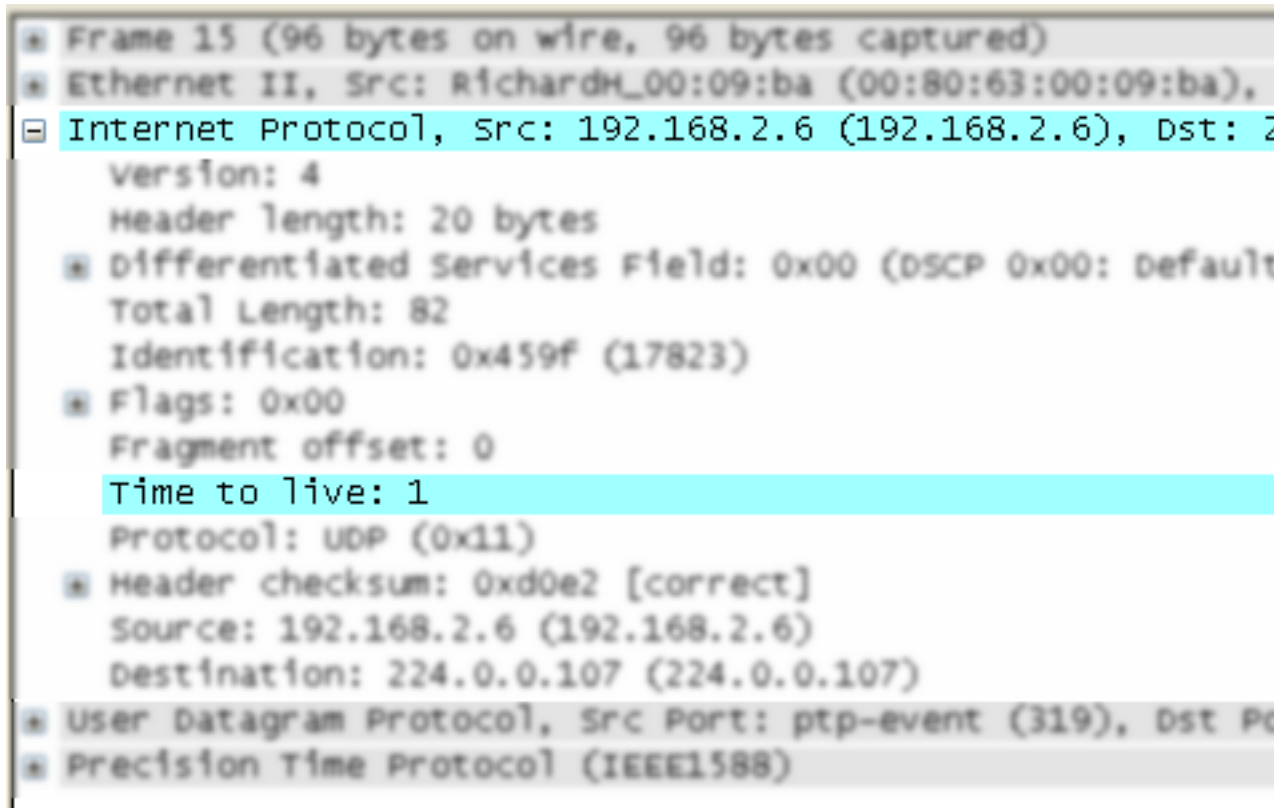 Frame 15 (96 bytes on wire, 96 bytes captured)
Ethernet II, Src: RichardH_00:09:ba (00:80:63:00:09:ba),
Internet Protocol, Src: 192.168.2.6 (192.168.2.6), Dst: 2
Version: 4
Header length: 20 bytes
Differentiated Services Field: 0x00 (DSCP 0x00: Default
Total Length: 82
Identification: 0x459f (17823)
Flags: 0x00
Fragment offset: 0
Time to live: 1
Protocol: UDP (0x11)
Header checksum: 0xd0e2 [correct]
Source: 192.168.2.6 (192.168.2.6)
Destination: 224.0.0.107 (224.0.0.107)
User Datagram Protocol, Src Port: ptp-event (319), Dst Po
Precision Time Protocol (IEEE1588)